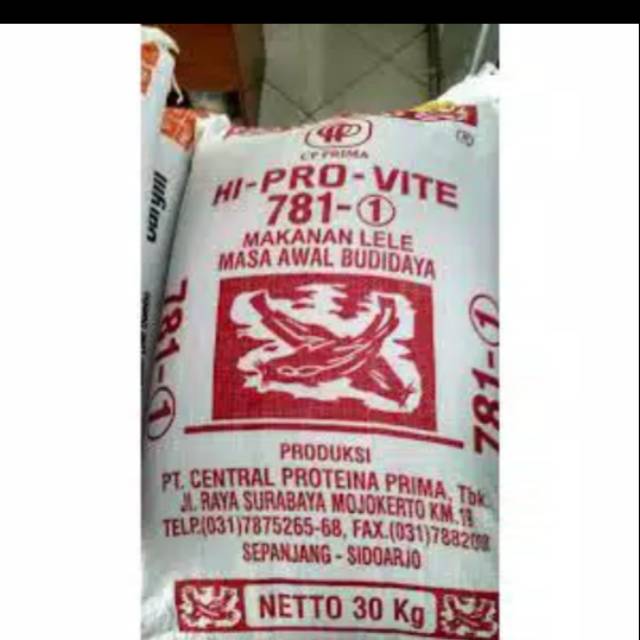 CP PRIMA
HI-PRO-VITE
781-1
MAKANAN LELE
MASA AWAL BUDIDAYA
781-1
781-1
PRODUKSI
PT. CENTRAL PROTEINA PRIMA, Tbk.
Jl. RAYA SURABAYA MOJOKERTO KM.19
TELP.(031)7875265-68, FAX.(031)
SEPANJANG - SIDOARJO
NETTO 30 Kg